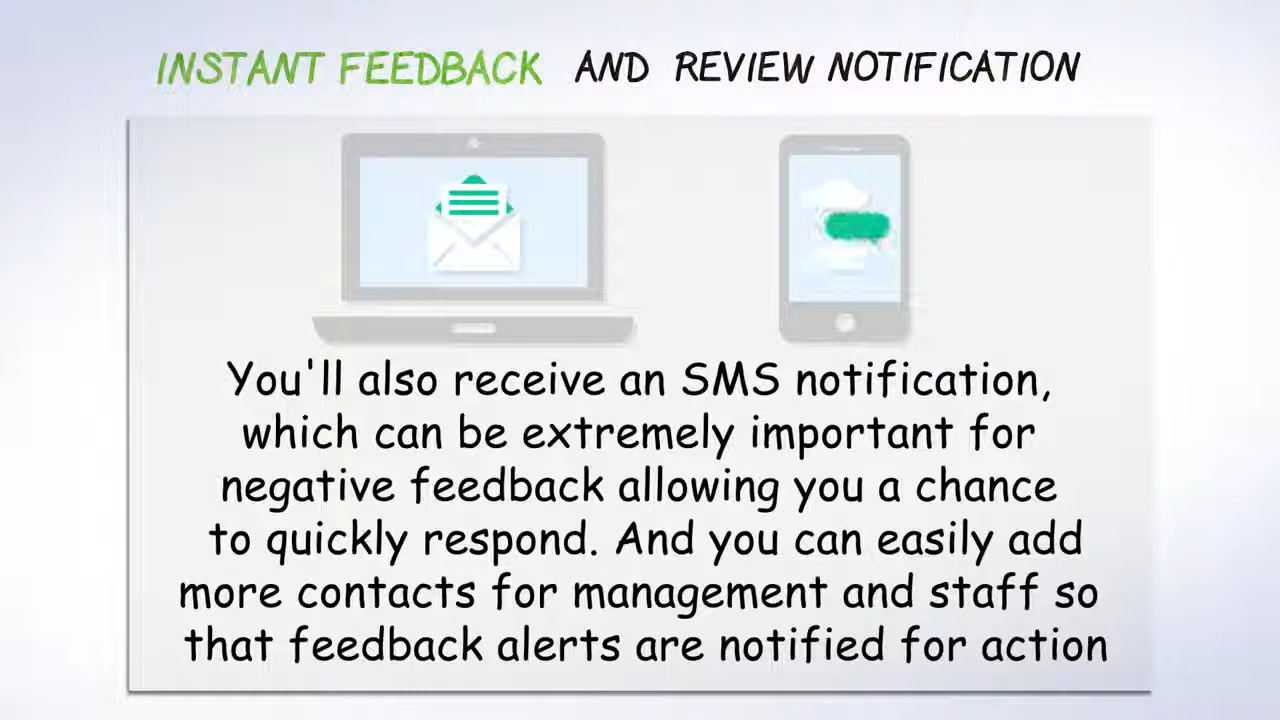 INSTANT FEEDBACK AND REVIEW NOTIFICATION
You'll also receive an SMS notification,
which can be extremely important for
negative feedback allowing you a chance
to quickly respond. And you can easily add
more contacts for management and staff so
that feedback alerts are notified for action